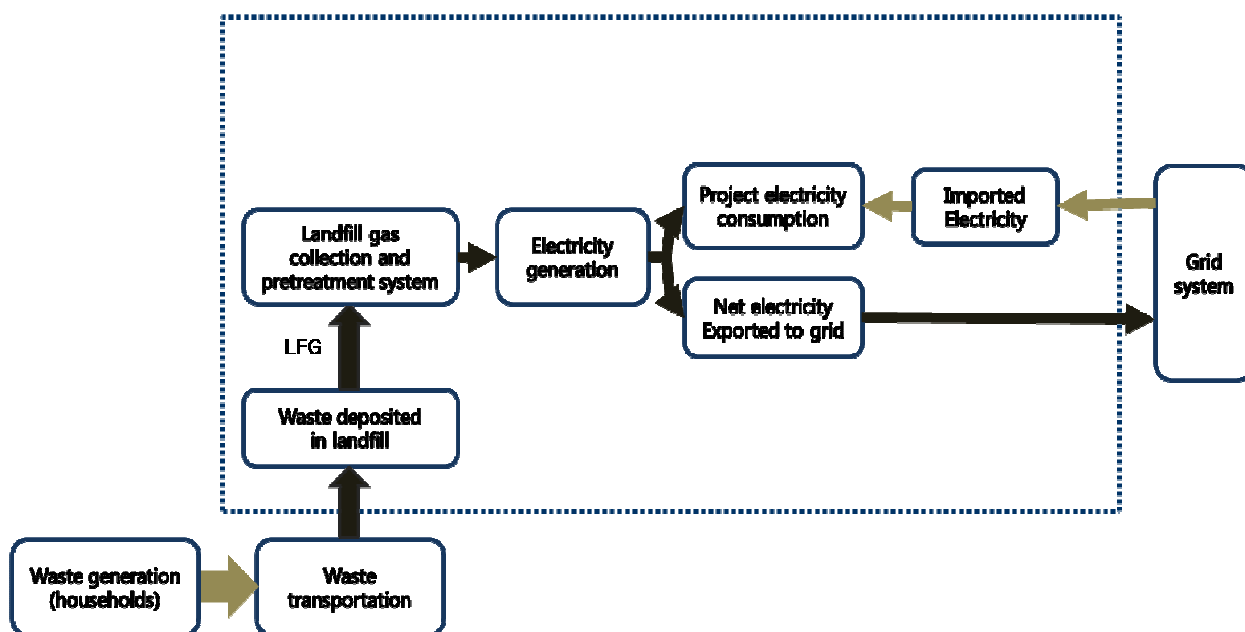 Project electricity
consumption
Imported
Electricity
Landfill gas
collection and
pretreatment system
Electricity
generation
Grid
system
Net electricity
Exported to grid
LFG
Waste deposited
in landfill
Waste generation
(households)
Waste
transportation